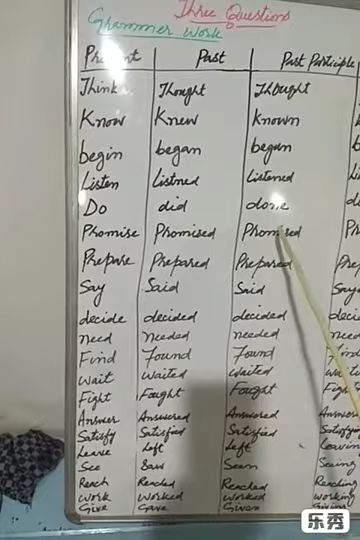 Three Questions
Grammer Work
Present Past Past Participle
Think Thought Thought
Know Knew Known
begin began begun
Listen Listned Listened
Do did done
Promise Promised Promised
Prepare Prepared Prepared
Say Said Said
decide decided decided
need needed needed
Find Found Found
wait waited Waited
Fight Fought Fought
Answer Answered Answered
Satisfy Satisfied Satisfied
Leave Left Left
See Saw Seen Seeing
Reach Reached Reached Reaching
Work Worked Worked
Give Gave Given
乐秀